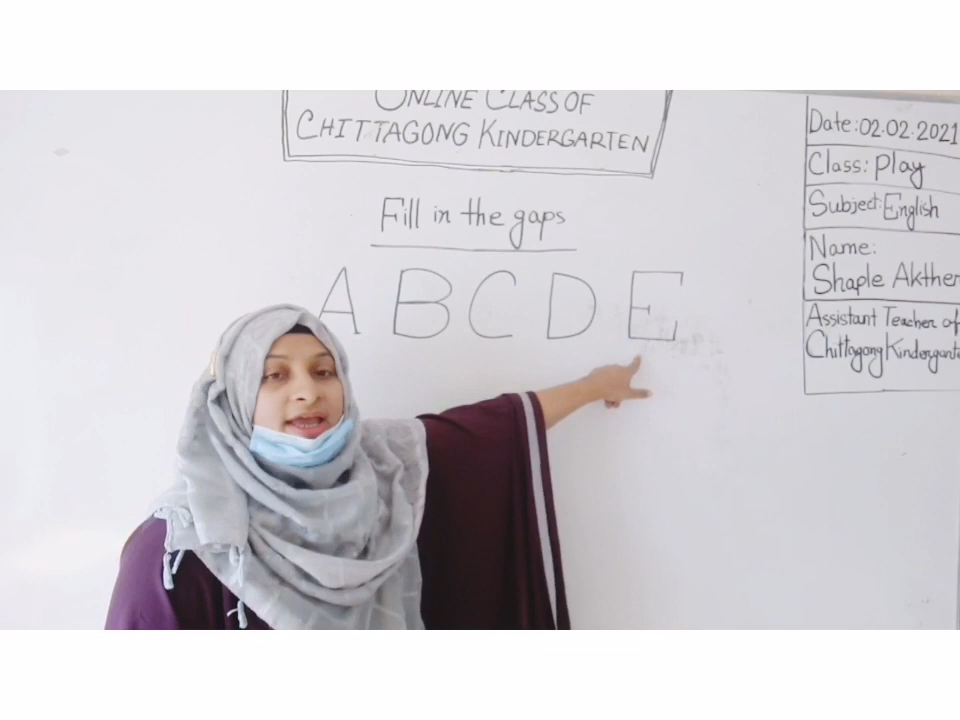 ONLINE CLASS OF
CHITTAGONG KINDERGARTEN
Fill in the gaps
A B C D E
Date: 02.02.2021
Class: Play
Subject: English
Name:
Shaple Akther
Assistant Teacher of
Chittagong Kindergarte